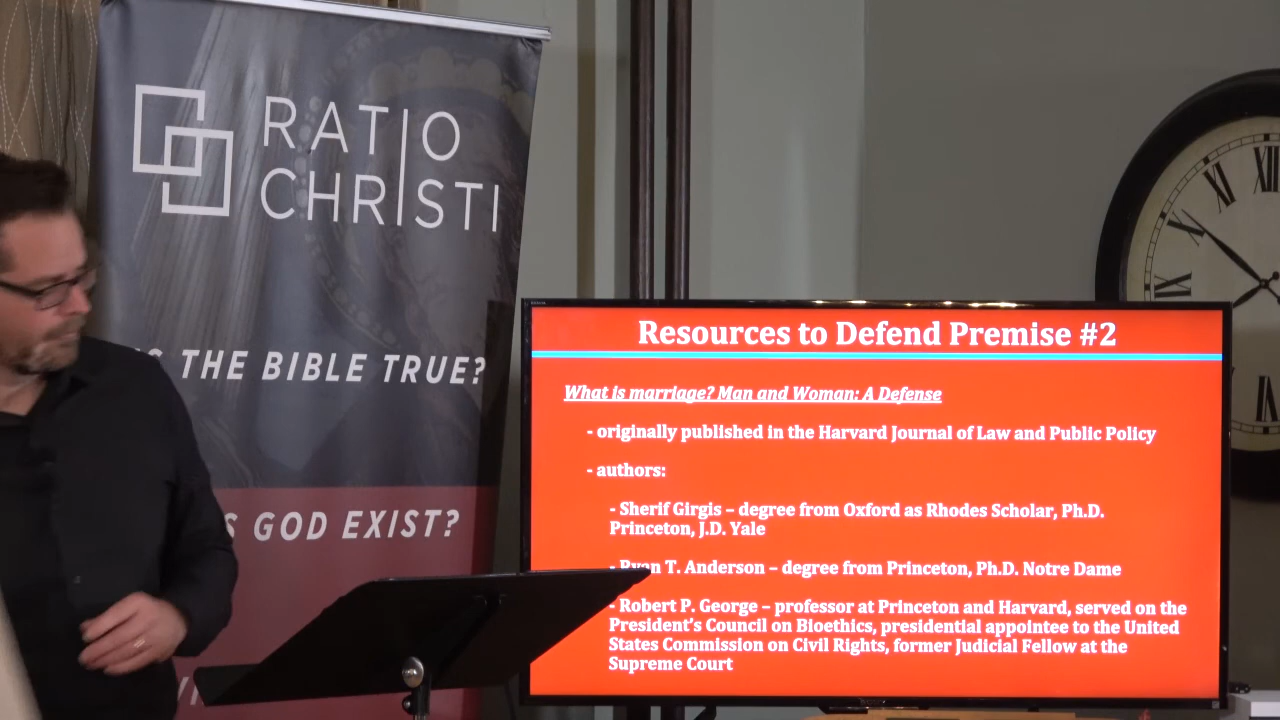 RATIO
CHRISTI
THE BIBLE TRUE?
GOD EXIST?
Resources to Defend Premise #2
What is marriage? Man and Woman: A Defense
- originally published in the Harvard Journal of Law and Public Policy
- authors:
- Sherif Girgis – degree from Oxford as Rhodes Scholar, Ph.D.
Princeton, J.D. Yale
- Ryan T. Anderson – degree from Princeton, Ph.D. Notre Dame
- Robert P. George – professor at Princeton and Harvard, served on the
President's Council on Bioethics, presidential appointee to the United
States Commission on Civil Rights, former Judicial Fellow at the
Supreme Court
XII
XI
X
IX